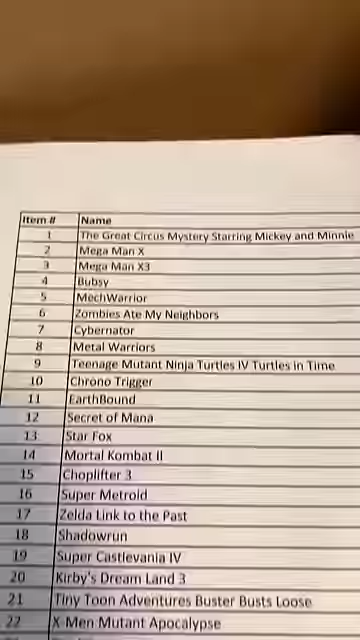 Item # Name
1 The Great Circus Mystery Starring Mickey and Minnie
2 Mega Man X
3 Mega Man X3
4 Bubsy
5 MechWarrior
6 Zombies Ate My Neighbors
7 Cybernator
8 Metal Warriors
9 Teenage Mutant Ninja Turtles IV Turtles in Time
10 Chrono Trigger
11 EarthBound
12 Secret of Mana
13 Star Fox
14 Mortal Kombat II
15 Choplifter 3
16 Super Metroid
17 Zelda Link to the Past
18 Shadowrun
19 Super Castlevania IV
20 Kirby's Dream Land 3
21 Tiny Toon Adventures Buster Busts Loose
22 X-Men Mutant Apocalypse